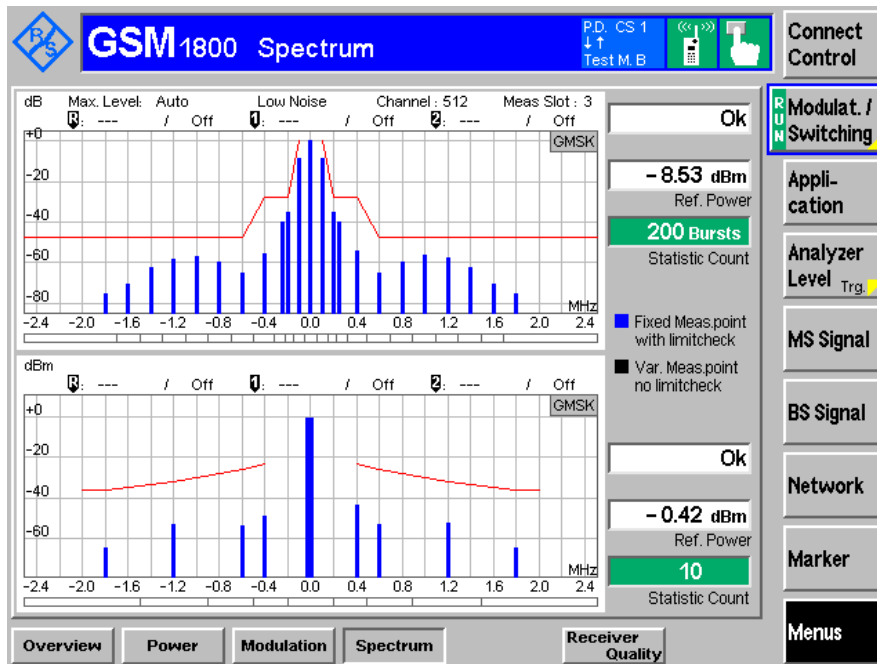 R/S
GSM 1800 Spectrum
P.D. CS 1
Test M. B
Connect Control
dB Max. Level: Auto Low Noise Channel : 512 Meas Slot : 3
R: --- / Off 1: --- / Off 2: --- / Off
GMSK
+0
-20
-40
-60
-80
MHz
-2.4 -2.0 -1.6 -1.2 -0.8 -0.4 0.0 0.4 0.8 1.2 1.6 2.0 2.4
Ok
-8.53 dBm
Ref. Power
200 Bursts
Statistic Count
Fixed Meas.point
with limitcheck
Var. Meas.point
no limitcheck
dBm
R: --- / Off 1: --- / Off 2: --- / Off
GMSK
+0
-20
-40
-60
MHz
-2.4 -2.0 -1.6 -1.2 -0.8 -0.4 0.0 0.4 0.8 1.2 1.6 2.0 2.4
Ok
-0.42 dBm
Ref. Power
10
Statistic Count
RUN
Modulat. /
Switching
Appli-
cation
Analyzer
Level Trg.
MS Signal
BS Signal
Network
Marker
Menus
Overview Power Modulation Spectrum Receiver
Quality